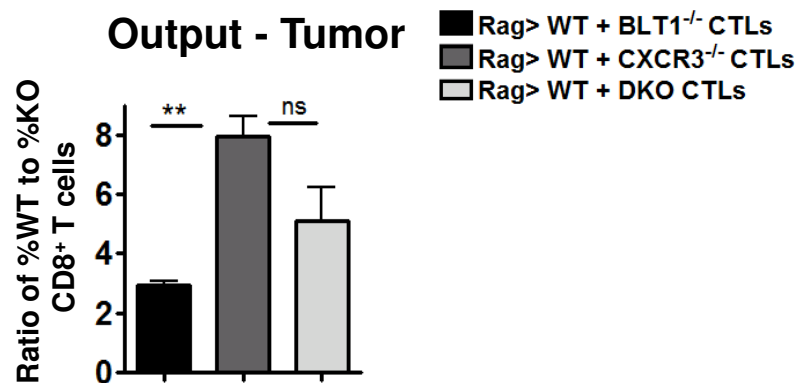 Output - Tumor
Rag> WT + BLT1-/- CTLs
Rag> WT + CXCR3-/- CTLs
Rag> WT + DKO CTLs
Ratio of %WT to %KO
CD8+ T cells
8
6
4
2
0
**
ns